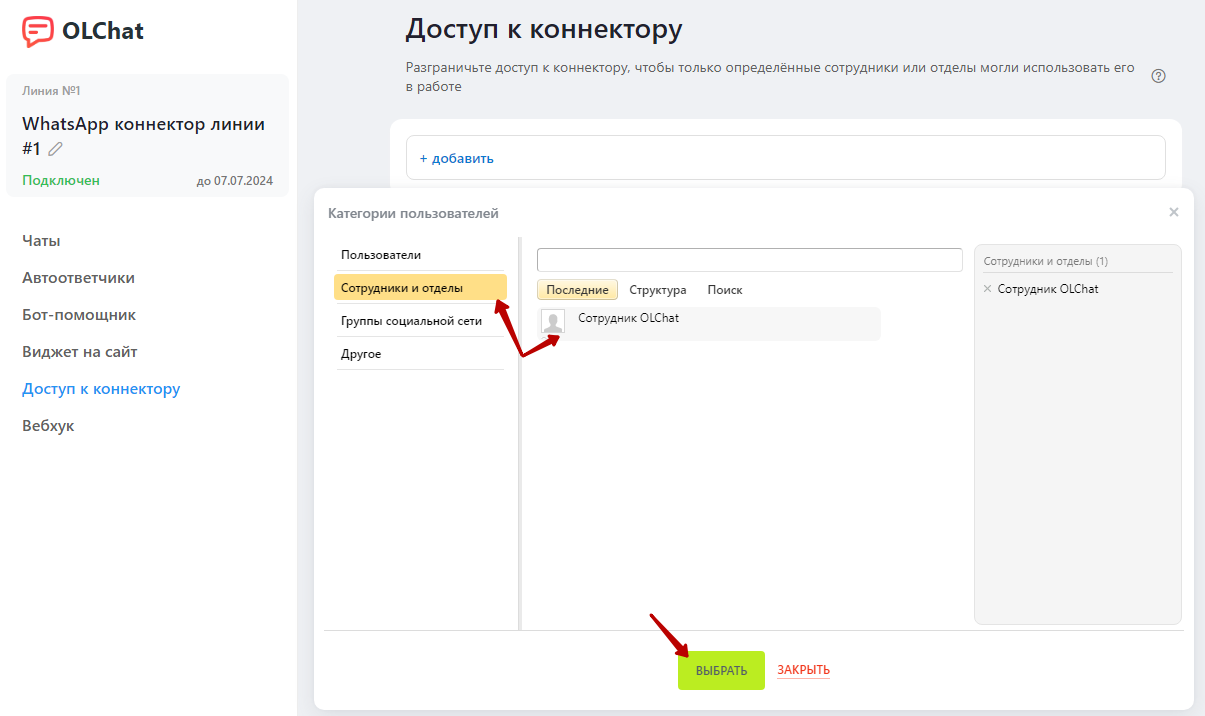 OLChat
Линия №1
WhatsApp коннектор линии
#1
Подключен
до 07.07.2024
Чаты
Автоответчики
Бот-помощник
Виджет на сайт
Доступ к коннектору
Вебхук
Доступ к коннектору
Разграничьте доступ к коннектору, чтобы только определённые сотрудники или отделы могли использовать его
в работе
?
+ добавить
Категории пользователей
Пользователи
Сотрудники и отделы
Группы социальной сети
Другое
Последние
Структура
Поиск
Сотрудник OLChat
Сотрудники и отделы (1)
Сотрудник OLChat
ВЫБРАТЬ
ЗАКРЫТЬ